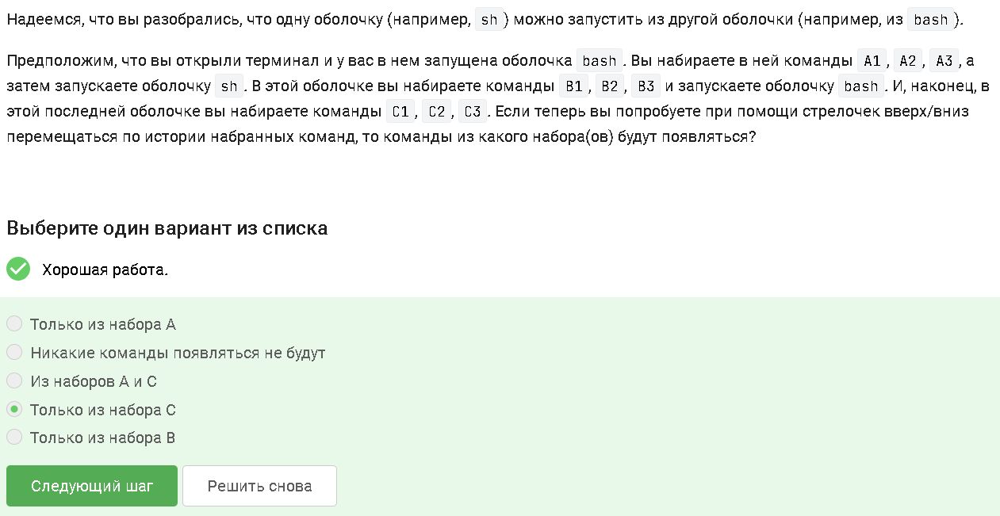 Надеемся, что вы разобрались, что одну оболочку (например, sh) можно запустить из другой оболочки (например, из bash).
Предположим, что вы открыли терминал и у вас в нем запущена оболочка bash. Вы набираете в ней команды A1, A2, A3, а
затем запускаете оболочку sh. В этой оболочке вы набираете команды B1, B2, B3 и запускаете оболочку bash. И, наконец, в
этой последней оболочке вы набираете команды C1, C2, C3. Если теперь вы попробуете при помощи стрелочек вверх/вниз
перемещаться по истории набранных команд, то команды из какого набора(ов) будут появляться?
Выберите один вариант из списка
Хорошая работа.
Только из набора A
Никакие команды появляться не будут
Из наборов A и C
Только из набора C
Только из набора B
Следующий шаг Решить снова